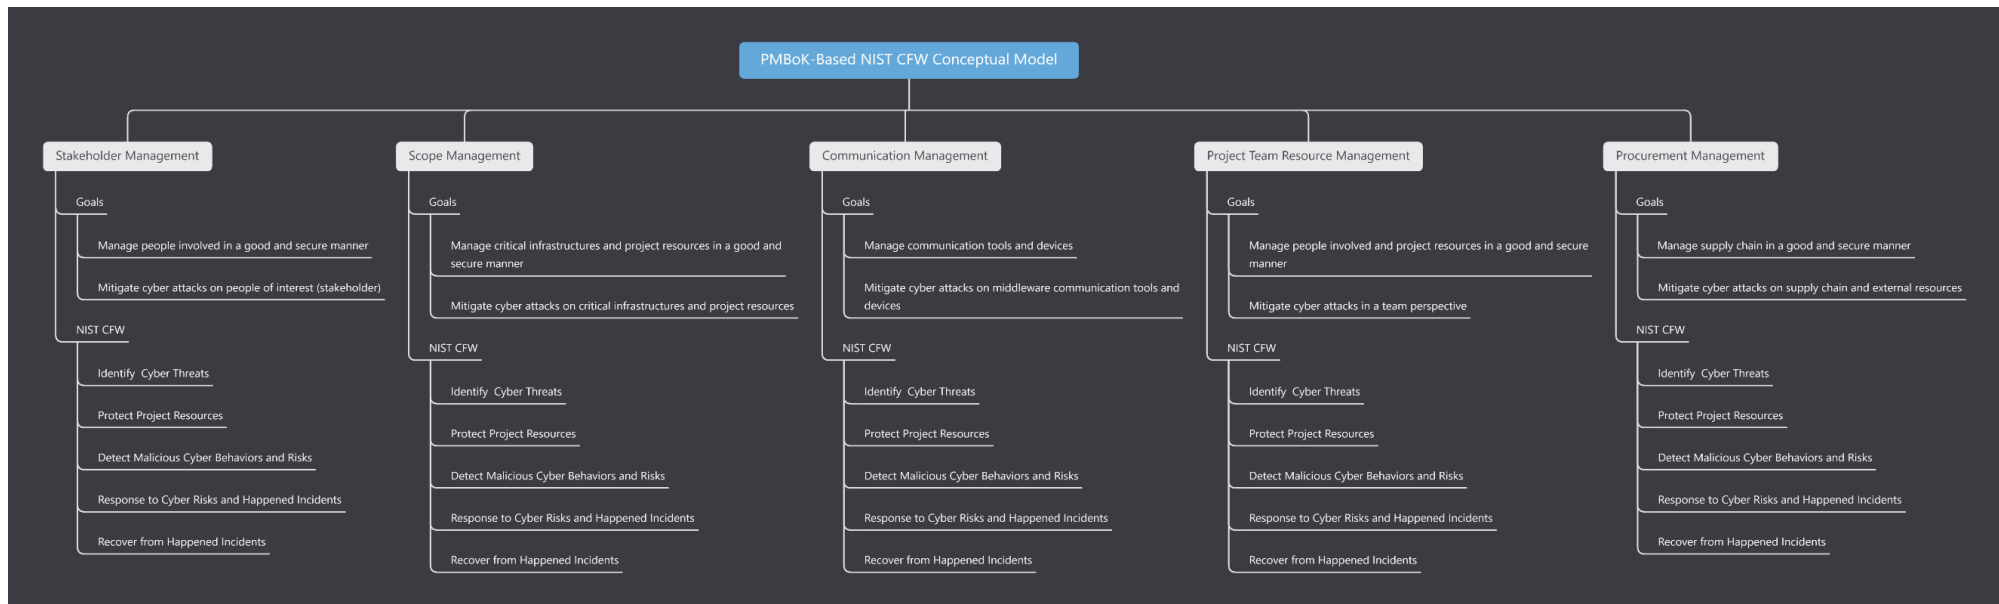 PMBoK-Based NIST CFW Conceptual Model
Stakeholder Management
Goals
Manage people involved in a good and secure manner
Mitigate cyber attacks on people of interest (stakeholder)
NIST CFW
Identify  Cyber Threats
Protect Project Resources
Detect Malicious Cyber Behaviors and Risks
Response to Cyber Risks and Happened Incidents
Recover from Happened Incidents
Scope Management
Goals
Manage critical infrastructures and project resources in a good and
secure manner
Mitigate cyber attacks on critical infrastructures and project resources
NIST CFW
Identify  Cyber Threats
Protect Project Resources
Detect Malicious Cyber Behaviors and Risks
Response to Cyber Risks and Happened Incidents
Recover from Happened Incidents
Communication Management
Goals
Manage communication tools and devices
Mitigate cyber attacks on middleware communication tools and
devices
NIST CFW
Identify  Cyber Threats
Protect Project Resources
Detect Malicious Cyber Behaviors and Risks
Response to Cyber Risks and Happened Incidents
Recover from Happened Incidents
Project Team Resource Management
Goals
Manage people involved and project resources in a good and secure
manner
Mitigate cyber attacks in a team perspective
NIST CFW
Identify  Cyber Threats
Protect Project Resources
Detect Malicious Cyber Behaviors and Risks
Response to Cyber Risks and Happened Incidents
Recover from Happened Incidents
Procurement Management
Goals
Manage supply chain in a good and secure manner
Mitigate cyber attacks on supply chain and external resources
NIST CFW
Identify  Cyber Threats
Protect Project Resources
Detect Malicious Cyber Behaviors and Risks
Response to Cyber Risks and Happened Incidents
Recover from Happened Incidents